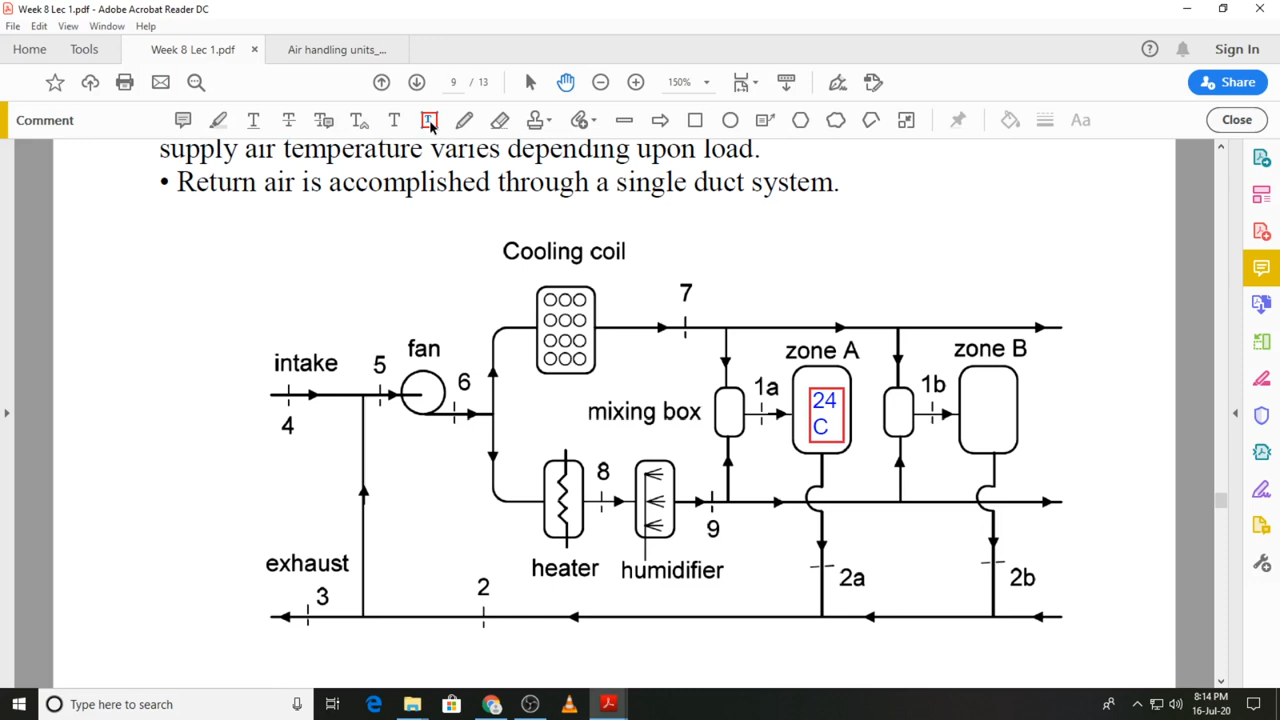 Week 8 Lec 1.pdf - Adobe Acrobat Reader DC
File Edit View Window Help
Home Tools Week 8 Lec 1.pdf × Air handling units_... Sign In
9 / 13 150% Share
Comment Aa Close
supply air temperature varies depending upon load.
• Return air is accomplished through a single duct system.
Cooling coil
7
intake 5 fan zone A zone B
6 1a 1b
4 mixing box 24
C
8
9
exhaust heater humidifier
3 2 2a 2b
Type here to search 8:14 PM
16-Jul-20